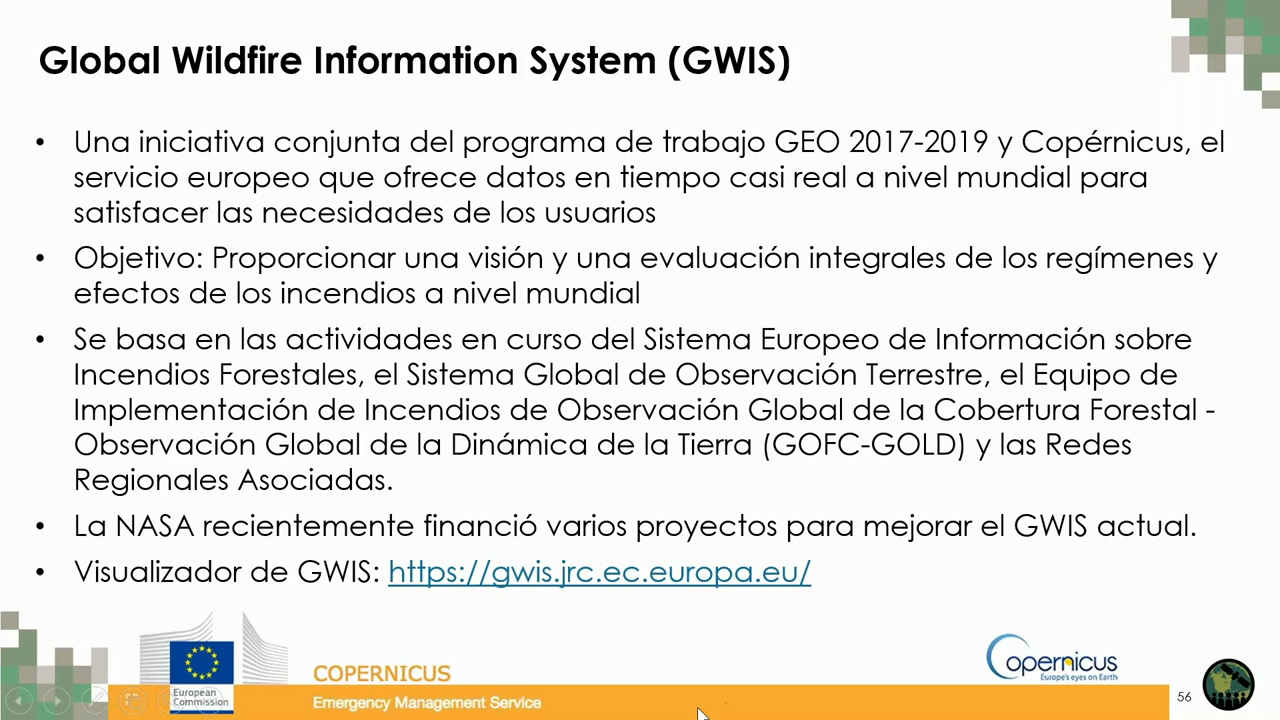 Global Wildfire Information System (GWIS)
• Una iniciativa conjunta del programa de trabajo GEO 2017-2019 y Copérnicus, el
servicio europeo que ofrece datos en tiempo casi real a nivel mundial para
satisfacer las necesidades de los usuarios
• Objetivo: Proporcionar una visión y una evaluación integrales de los regímenes y
efectos de los incendios a nivel mundial
• Se basa en las actividades en curso del Sistema Europeo de Información sobre
Incendios Forestales, el Sistema Global de Observación Terrestre, el Equipo de
Implementación de Incendios de Observación Global de la Cobertura Forestal -
Observación Global de la Dinámica de la Tierra (GOFC-GOLD) y las Redes
Regionales Asociadas.
• La NASA recientemente financió varios proyectos para mejorar el GWIS actual.
• Visualizador de GWIS: https://gwis.jrc.ec.europa.eu/
European
Commission
COPERNICUS
Emergency Management Service
Copernicus
Europe's eyes on Earth
56